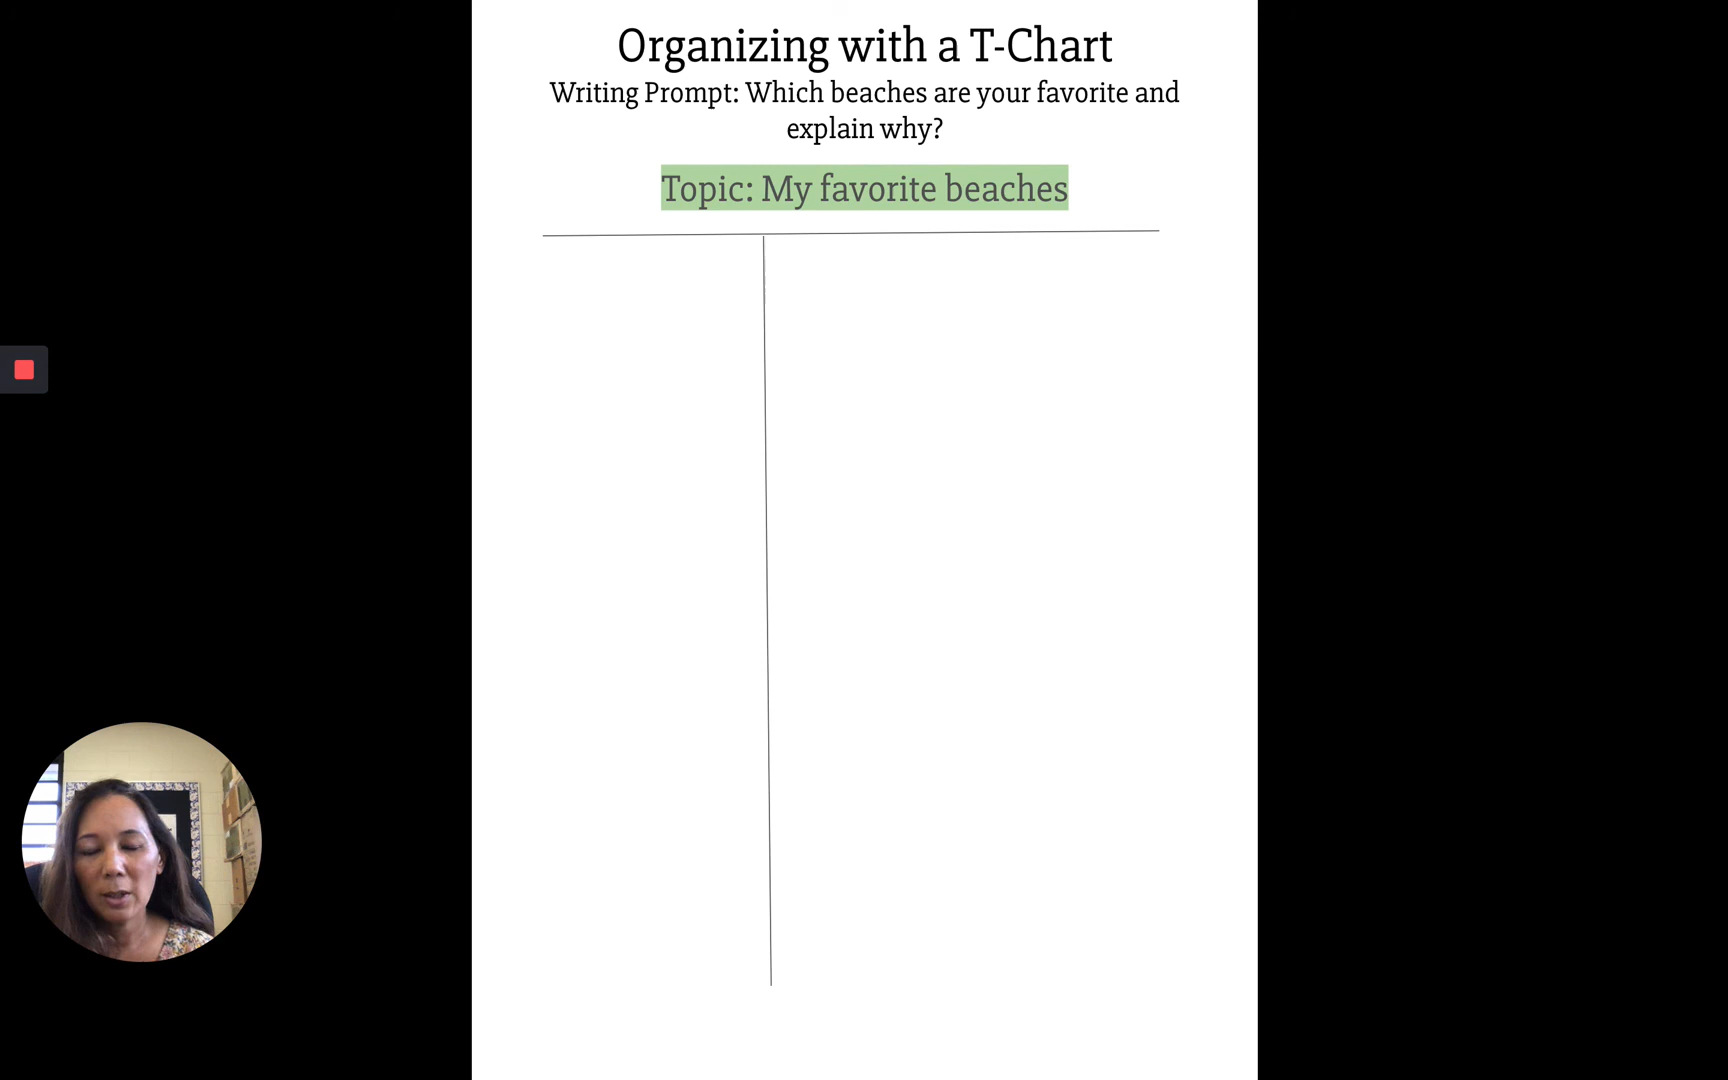 Organizing with a T-Chart
Writing Prompt: Which beaches are your favorite and
explain why?
Topic: My favorite beaches